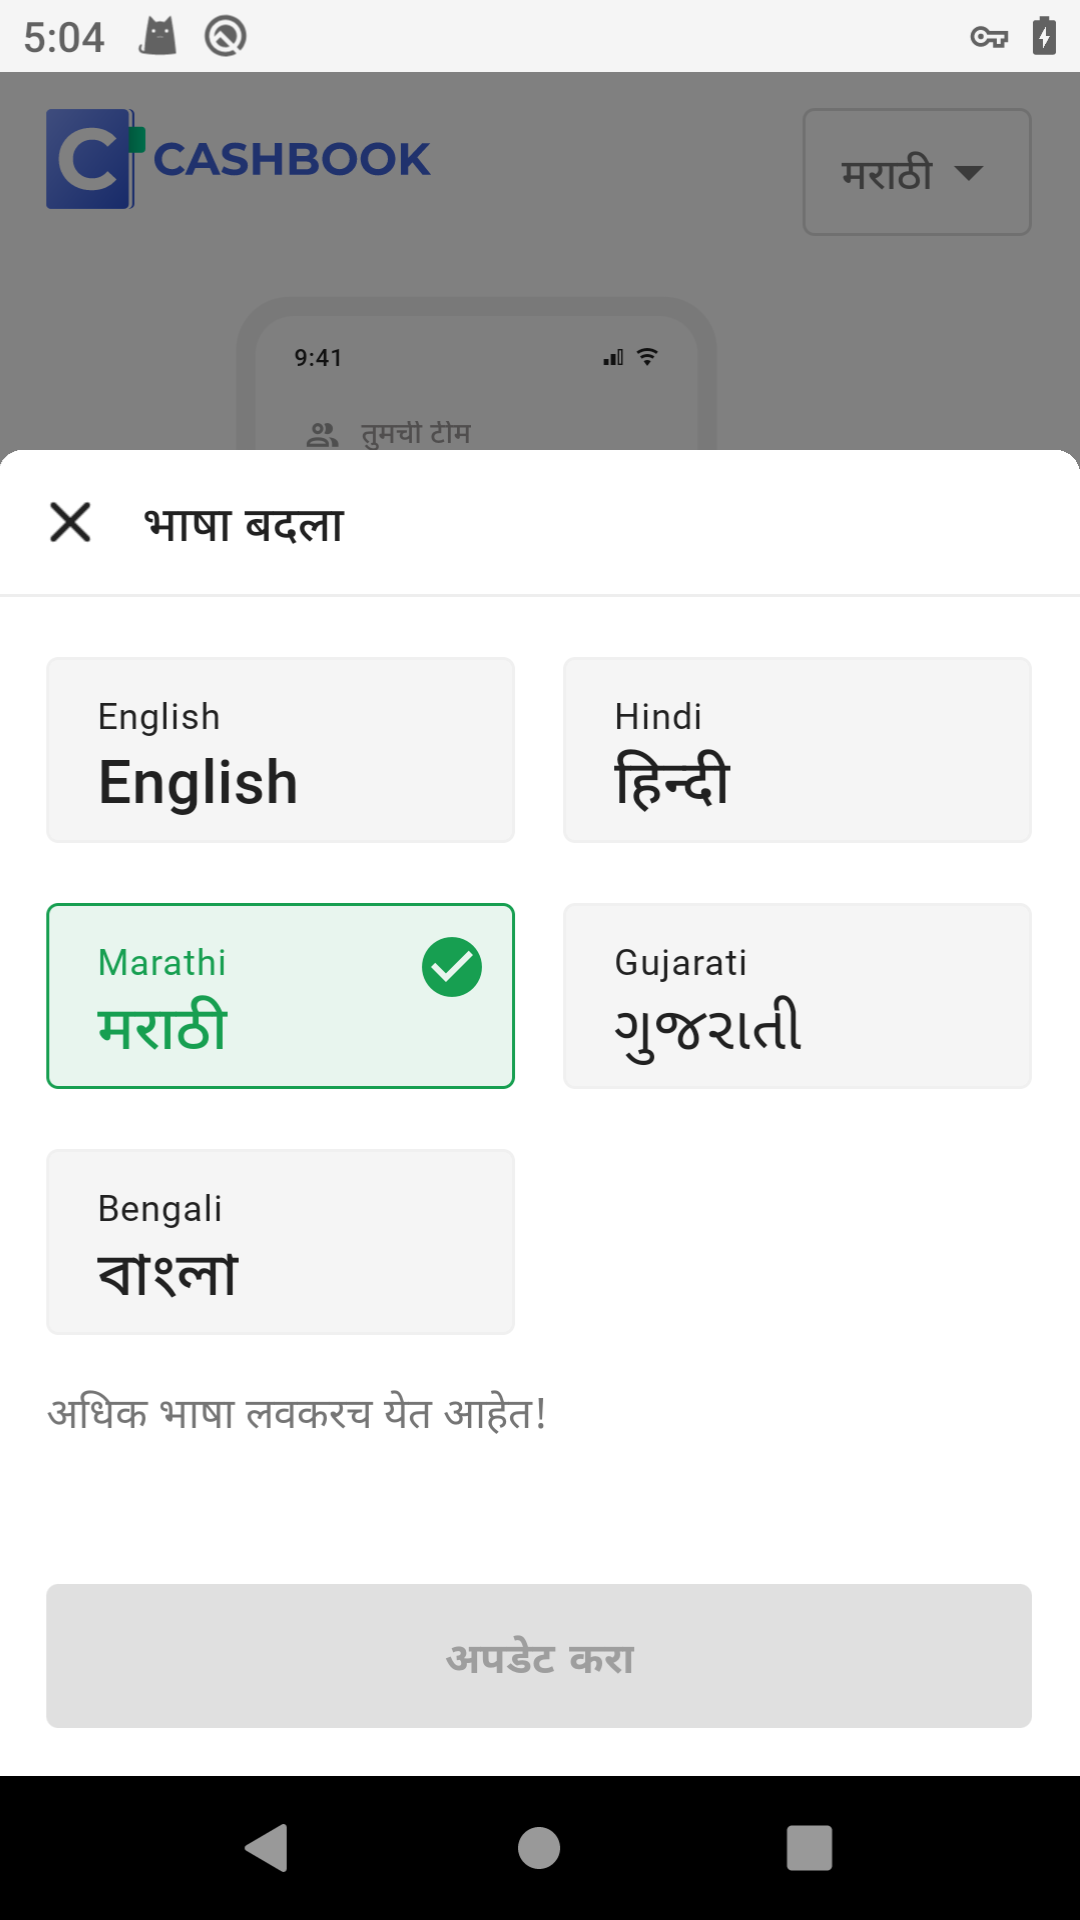 5:04
CASHBOOK
मराठी
9:41
तुमची टीम
भाषा बदला
English
English
Hindi
हिन्दी
Marathi
मराठी
Gujarati
ગુજરાતી
Bengali
বাংলা
अधिक भाषा लवकरच येत आहेत!
अपडेट करा